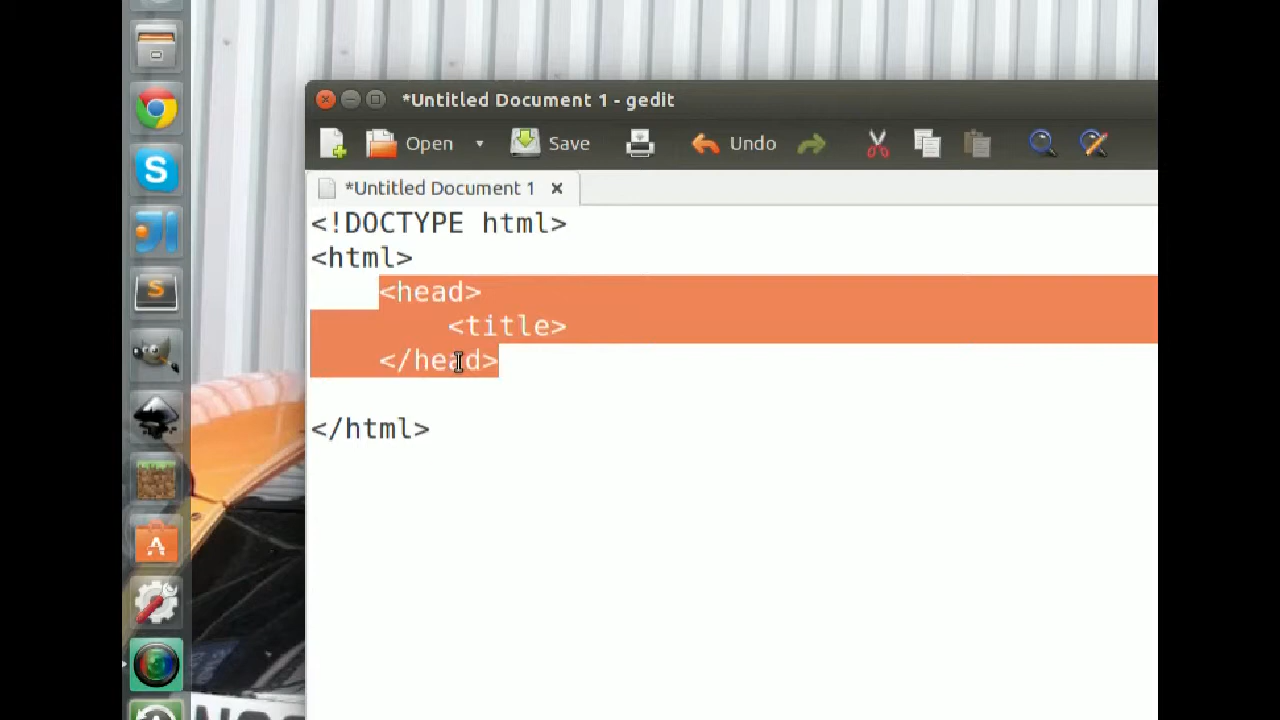 *Untitled Document 1 - gedit
Open Save Undo
*Untitled Document 1
<!DOCTYPE html>
<html>
<head>
<title>
</head>
</html>